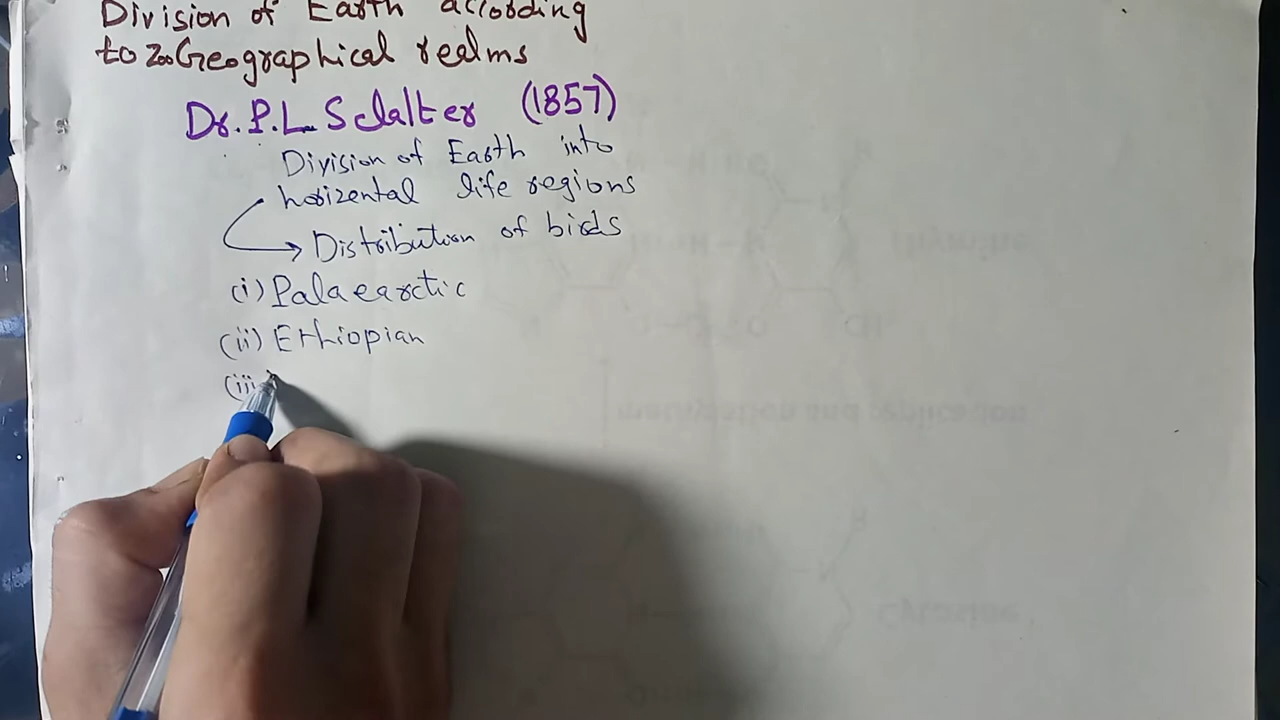 Division of Earth according
to ZooGeographical realms
Dr. P.L. Sclalter (1857)
Division of Earth into
horizental life regions
Distribution of birds
(i) Palaearctic
(ii) Ethiopian
(iii